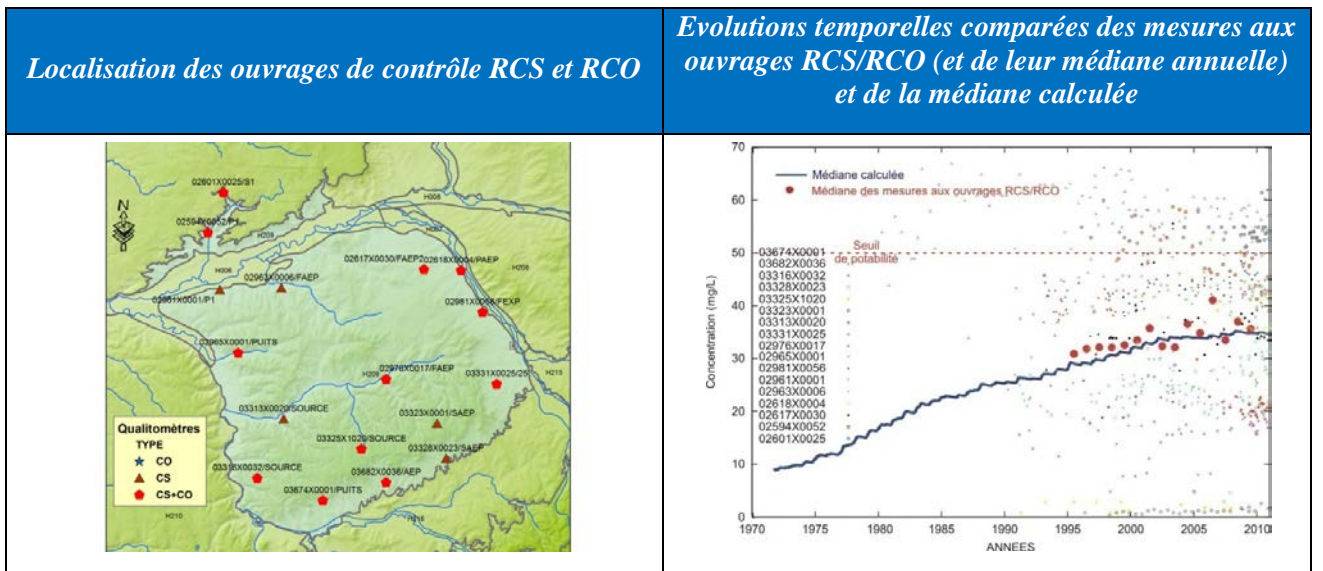 Localisation des ouvrages de contrôle RCS et RCO
Evolutions temporelles comparées des mesures aux
ouvrages RCS/RCO (et de leur médiane annuelle)
et de la médiane calculée
02601X0025/S1
N
02594X0052/P1
H209
H006
02963X0006/FAEP
02961X0001/P1
02617X0030/FAEP2
02618X0004/PAEP
02981X0056/FEXP
02965X0001/PUITS
H209
02976X0017/FAEP
03331X0025/25
H215
03313X0020/SOURCE
03323X0001/SAEP
03325X1020/SOURCE
03328X0023/SAEP
03316X0032/SOURCE
03682X0036/AEP
03674X0001/PUITS
H210
Qualitomètres
TYPE
CO
CS
CS+CO
70
60
50
40
30
20
10
0
Concentration (mg/L)
Médiane calculée
Médiane des mesures aux ouvrages RCS/RCO
Seuil
de potabilité
03674X0001
03682X0036
03316X0032
03328X0023
03325X1020
03323X0001
03313X0020
03331X0025
02976X0017
02965X0001
02981X0056
02961X0001
02963X0006
02618X0004
02617X0030
02594X0052
02601X0025
1970
1975
1980
1985
1990
1995
2000
2005
2010
ANNEES